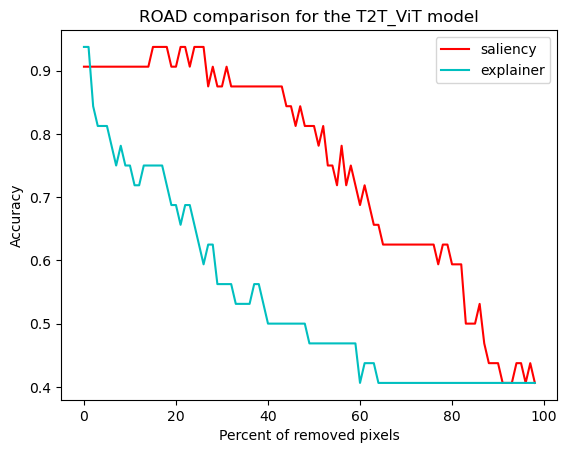 ROAD comparison for the T2T_ViT model
saliency
explainer
Accuracy
0.9
0.8
0.7
0.6
0.5
0.4
0
20
40
60
80
100
Percent of removed pixels